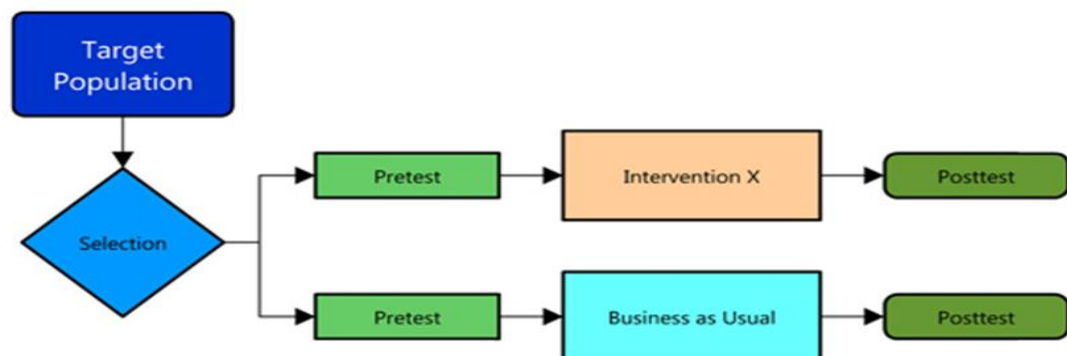 Target
Population
Selection
Pretest
Intervention X
Posttest
Pretest
Business as Usual
Posttest